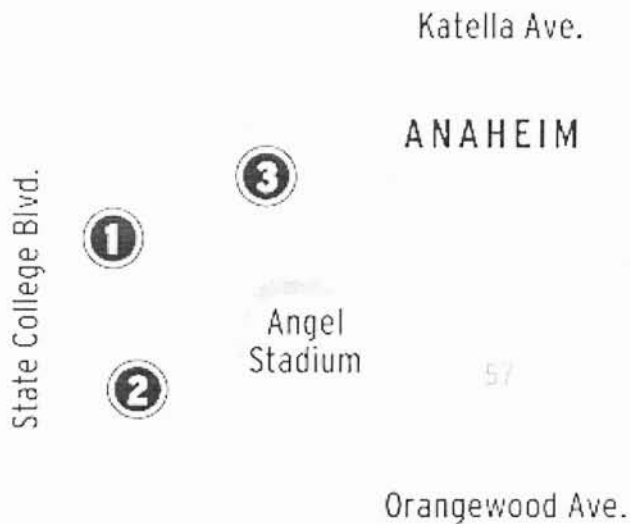 Katella Ave.
ANAHEIM
3
State College Blvd.
1
Angel
Stadium
57
2
Orangewood Ave.